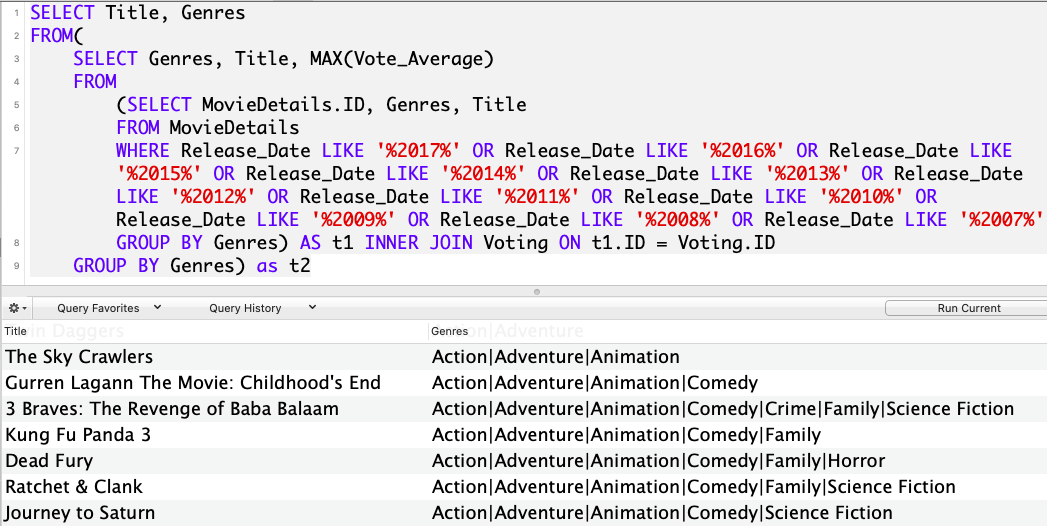 1 SELECT Title, Genres
2 FROM(
3 SELECT Genres, Title, MAX(Vote_Average)
4 FROM
5 (SELECT MovieDetails.ID, Genres, Title
6 FROM MovieDetails
7 WHERE Release_Date LIKE '%2017%' OR Release_Date LIKE '%2016%' OR Release_Date LIKE
'%2015%' OR Release_Date LIKE '%2014%' OR Release_Date LIKE '%2013%' OR Release_Date
LIKE '%2012%' OR Release_Date LIKE '%2011%' OR Release_Date LIKE '%2010%' OR
Release_Date LIKE '%2009%' OR Release_Date LIKE '%2008%' OR Release_Date LIKE '%2007%'
8 GROUP BY Genres) AS t1 INNER JOIN Voting ON t1.ID = Voting.ID
9 GROUP BY Genres) as t2
Query Favorites Query History Run Current
Title Genres
Daggers Adventure
The Sky Crawlers Action|Adventure|Animation
Gurren Lagann The Movie: Childhood's End Action|Adventure|Animation|Comedy
3 Braves: The Revenge of Baba Balaam Action|Adventure|Animation|Comedy|Crime|Family|Science Fiction
Kung Fu Panda 3 Action|Adventure|Animation|Comedy|Family
Dead Fury Action|Adventure|Animation|Comedy|Family|Horror
Ratchet & Clank Action|Adventure|Animation|Comedy|Family|Science Fiction
Journey to Saturn Action|Adventure|Animation|Comedy|Science Fiction